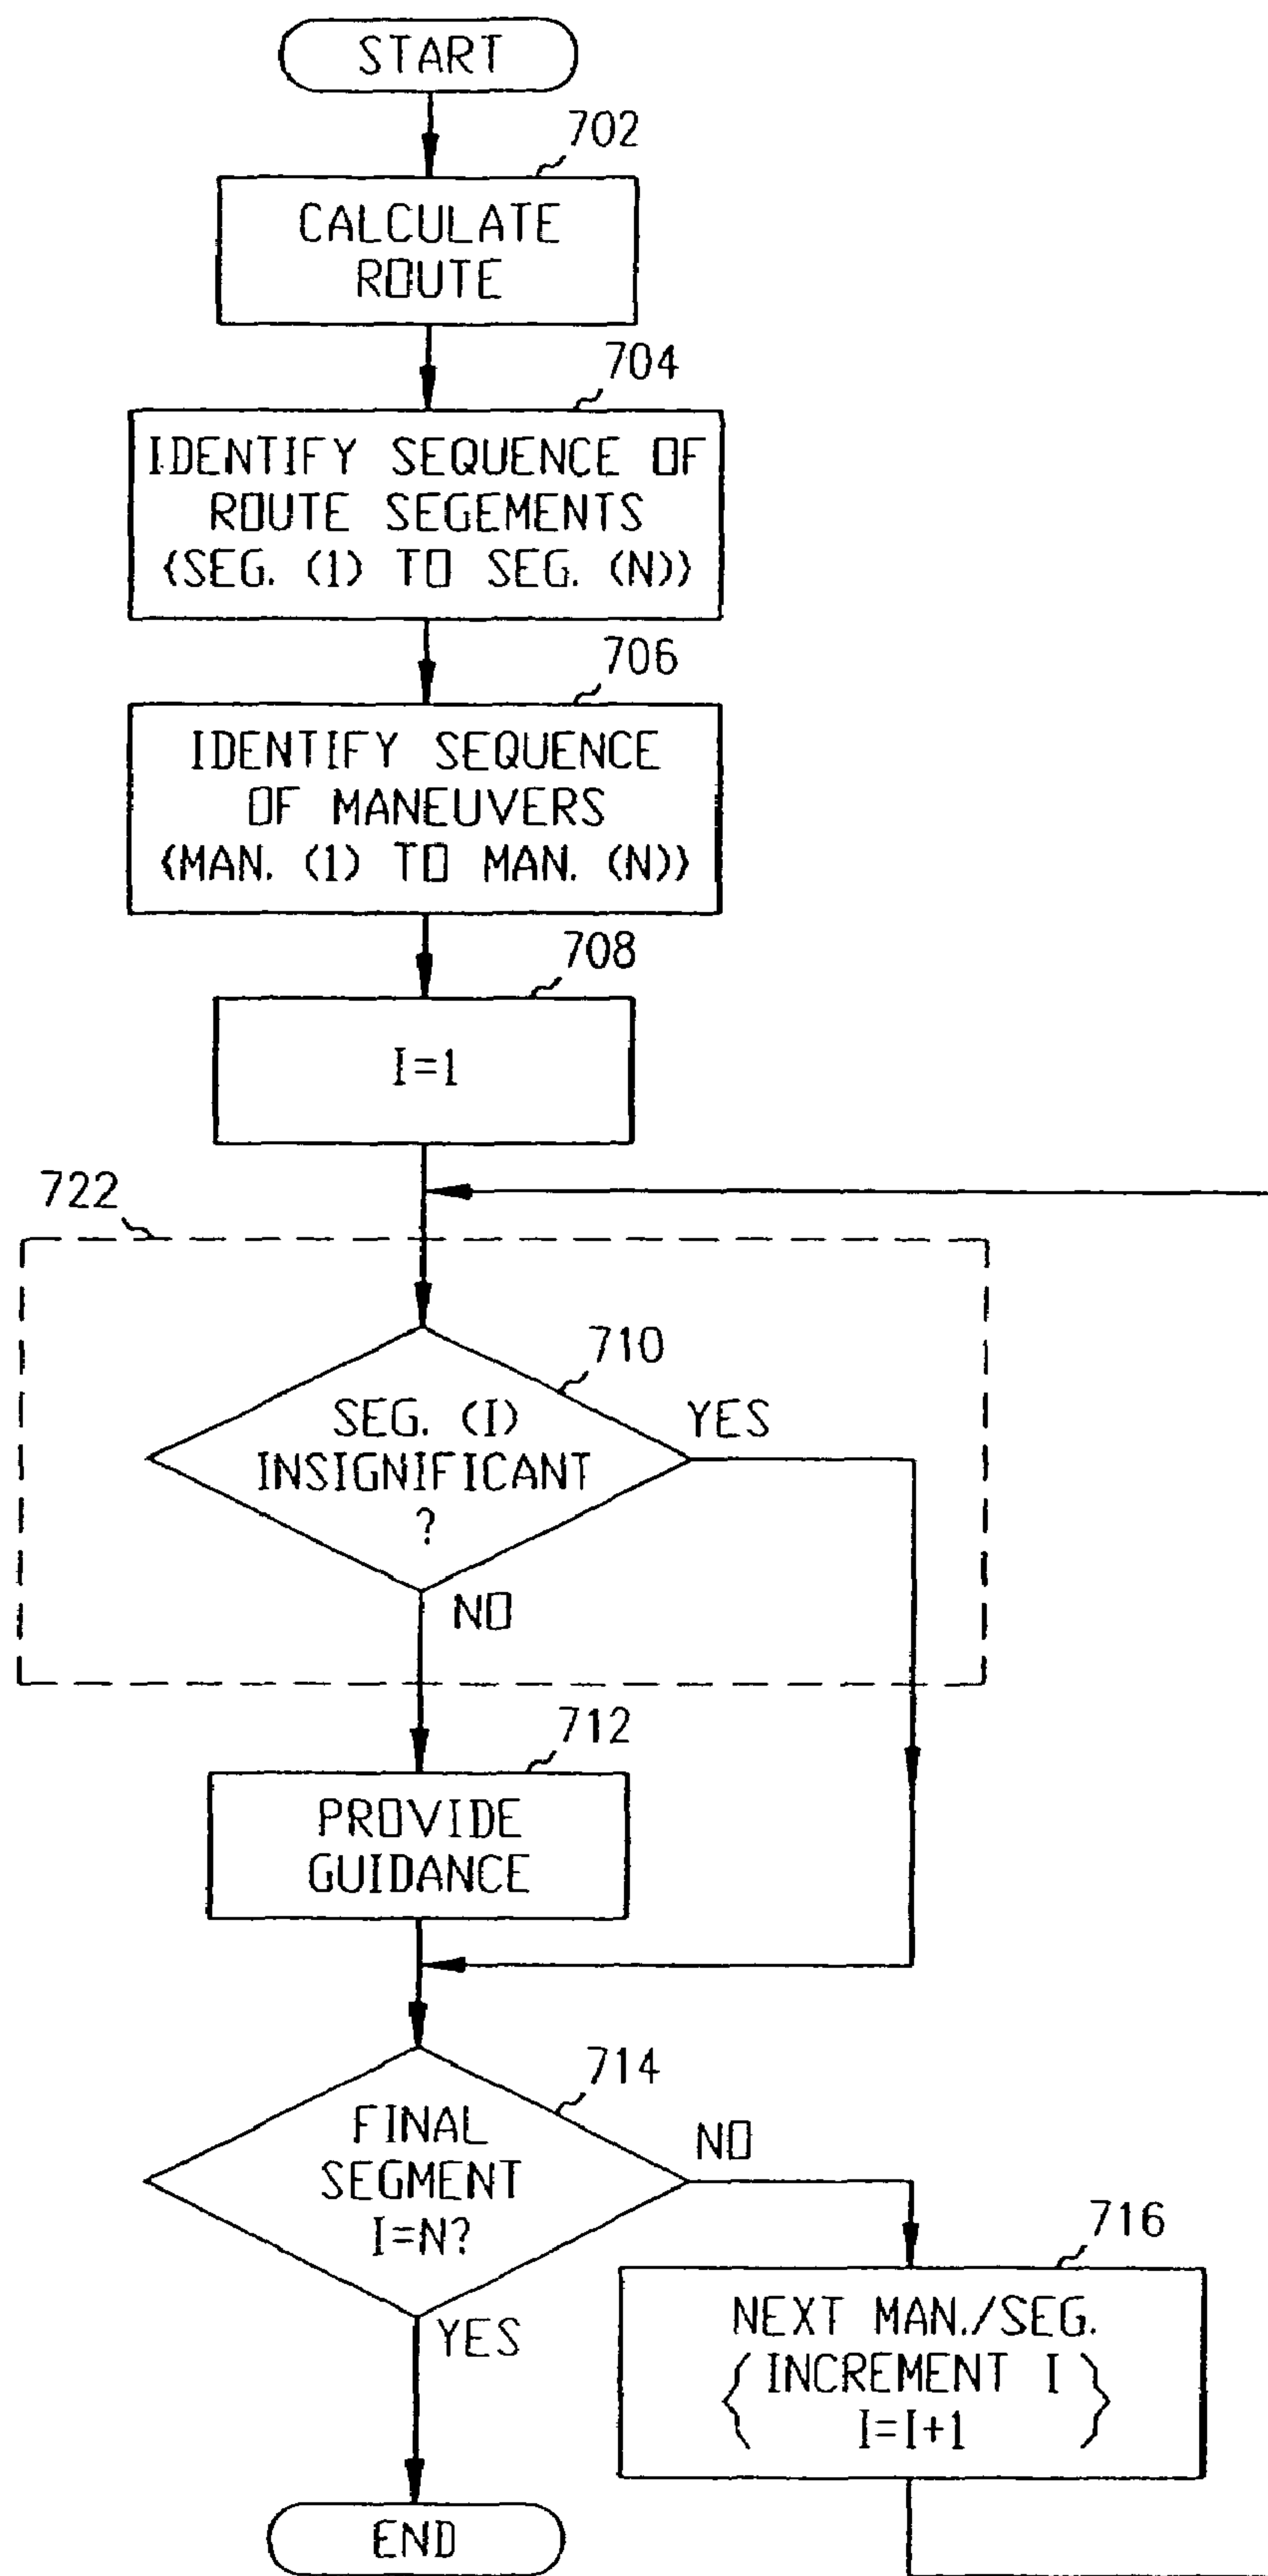 START
702
CALCULATE
ROUTE
704
IDENTIFY SEQUENCE OF
ROUTE SEGEMENTS
{SEG. (1) TO SEG. (N)}
706
IDENTIFY SEQUENCE
OF MANEUVERS
{MAN. (1) TO MAN. (N)}
708
I=1
722
710
SEG. (I)
INSIGNIFICANT
?
YES
NO
712
PROVIDE
GUIDANCE
714
FINAL
SEGMENT
I=N?
NO
YES
716
NEXT MAN./SEG.
{INCREMENT I
I=I+1}
END